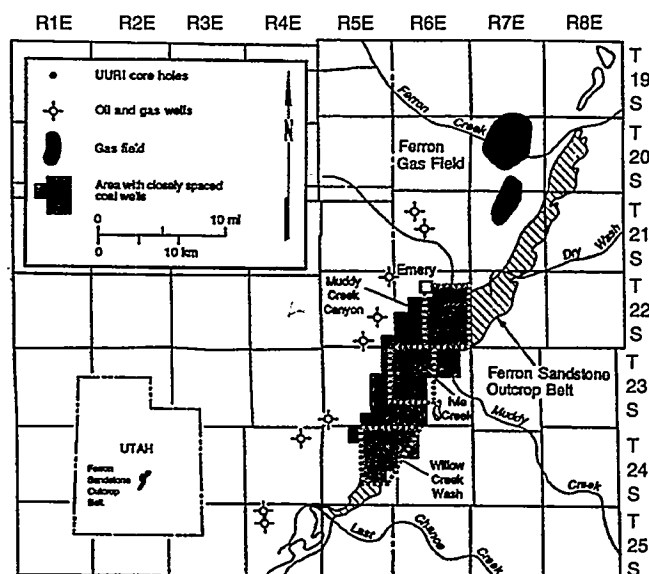 R1E R2E R3E R4E R5E R6E R7E R8E
UURI core holes
Oil and gas wells
Gas field
Area with closely spaced
coal wells
0 10 mi
0 10 km
N
Ferron
Creek
Ferron
Gas Field
Emery
Muddy
Creek
Canyon
Dry Wash
Ferron Sandstone
Outcrop Belt
Ivie
Creek
Muddy
Creek
Willow
Creek
Wash
Last Chance Creek
UTAH
Ferron
Sandstone
Outcrop
Belt
T
19
S
T
20
S
T
21
S
T
22
S
T
23
S
T
24
S
T
25
S